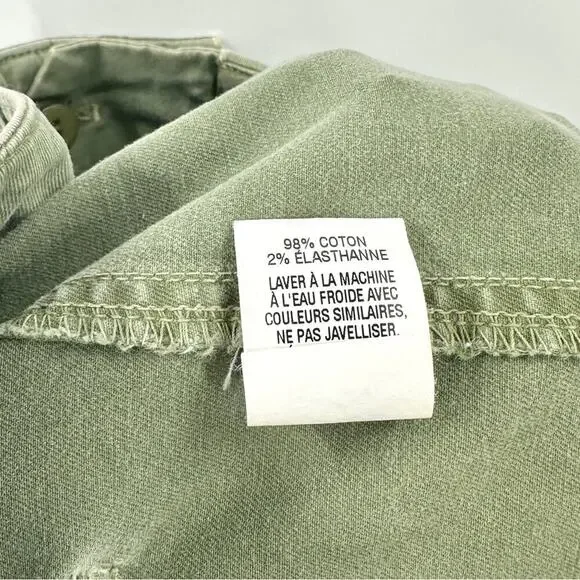 98% COTON
2% ÉLASTHANNE
LAVER À LA MACHINE
À L'EAU FROIDE AVEC
COULEURS SIMILAIRES,
NE PAS JAVELLISER.